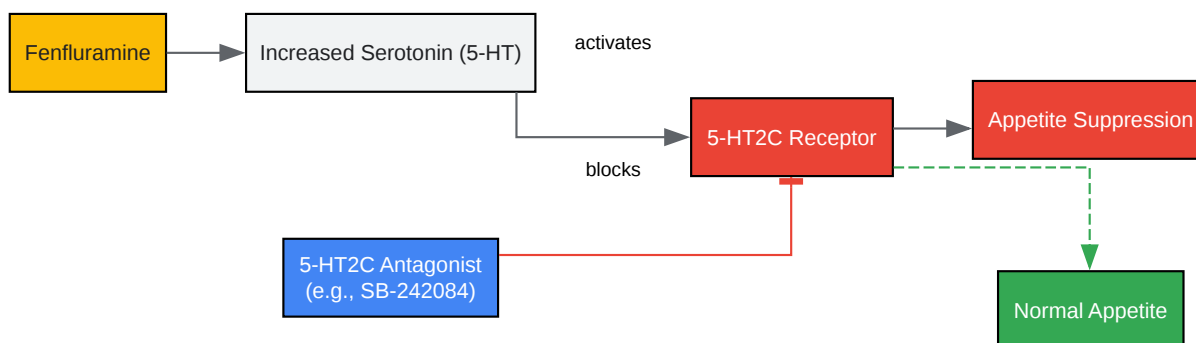 Fenfluramine
Increased Serotonin (5-HT)
activates
5-HT2C Receptor
Appetite Suppression
blocks
5-HT2C Antagonist
(e.g., SB-242084)
Normal Appetite